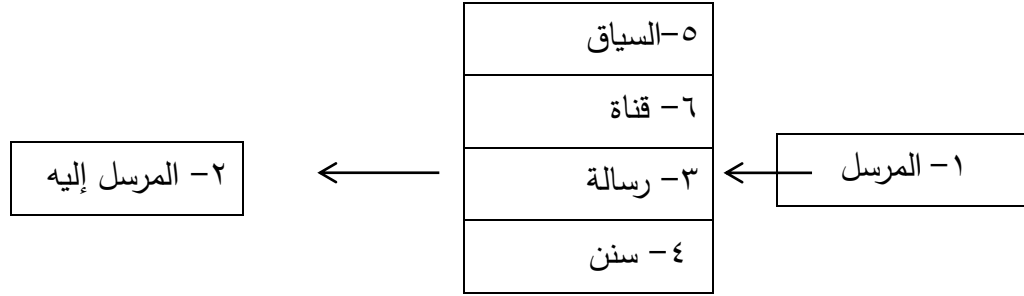 ٥-السياق
٦- قناة
١- المرسل
٣- رسالة
٢- المرسل إليه
٤- سنن